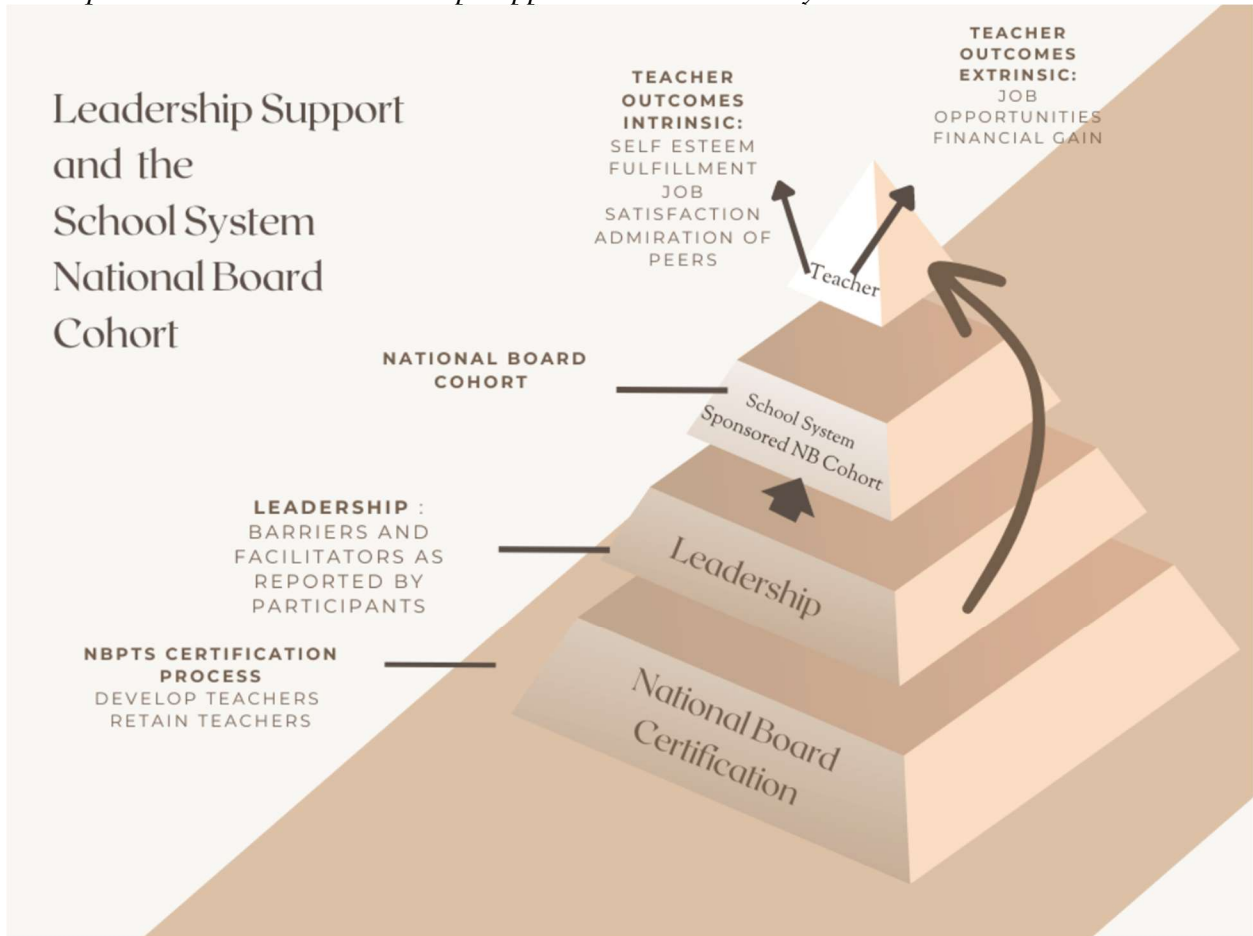 Leadership Support
and the
School System
National Board
Cohort
TEACHER
OUTCOMES
INTRINSIC:
SELF ESTEEM
FULFILLMENT
JOB
SATISFACTION
ADMIRATION OF
PEERS
TEACHER
OUTCOMES
EXTRINSIC:
JOB
OPPORTUNITIES
FINANCIAL GAIN
Teacher
NATIONAL BOARD
COHORT
School System
Sponsored NB Cohort
LEADERSHIP :
BARRIERS AND
FACILITATORS AS
REPORTED BY
PARTICIPANTS
Leadership
NBPTS CERTIFICATION
PROCESS
DEVELOP TEACHERS
RETAIN TEACHERS
National Board
Certification